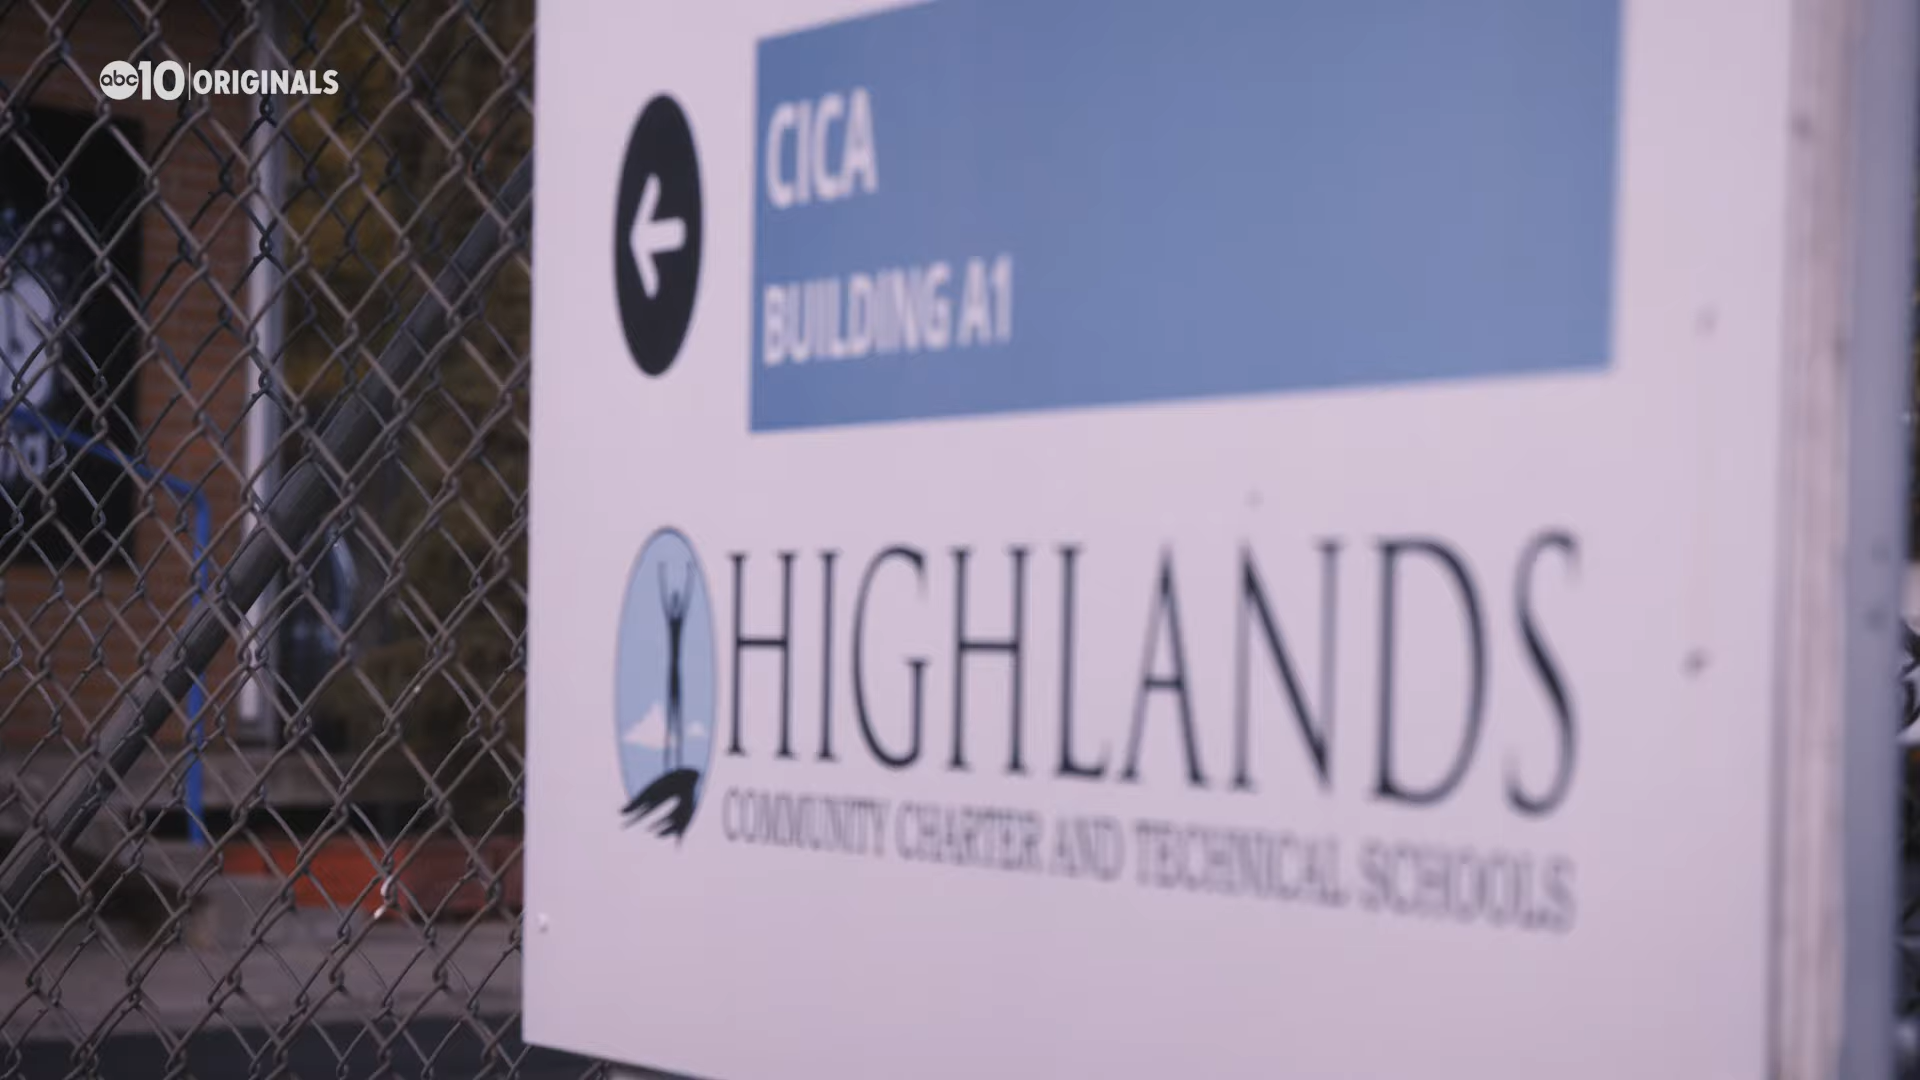 abc10 ORIGINALS
CICA
BUILDING A1
HIGHLANDS
COMMUNITY CHARTER AND TECHNICAL SCHOOLS